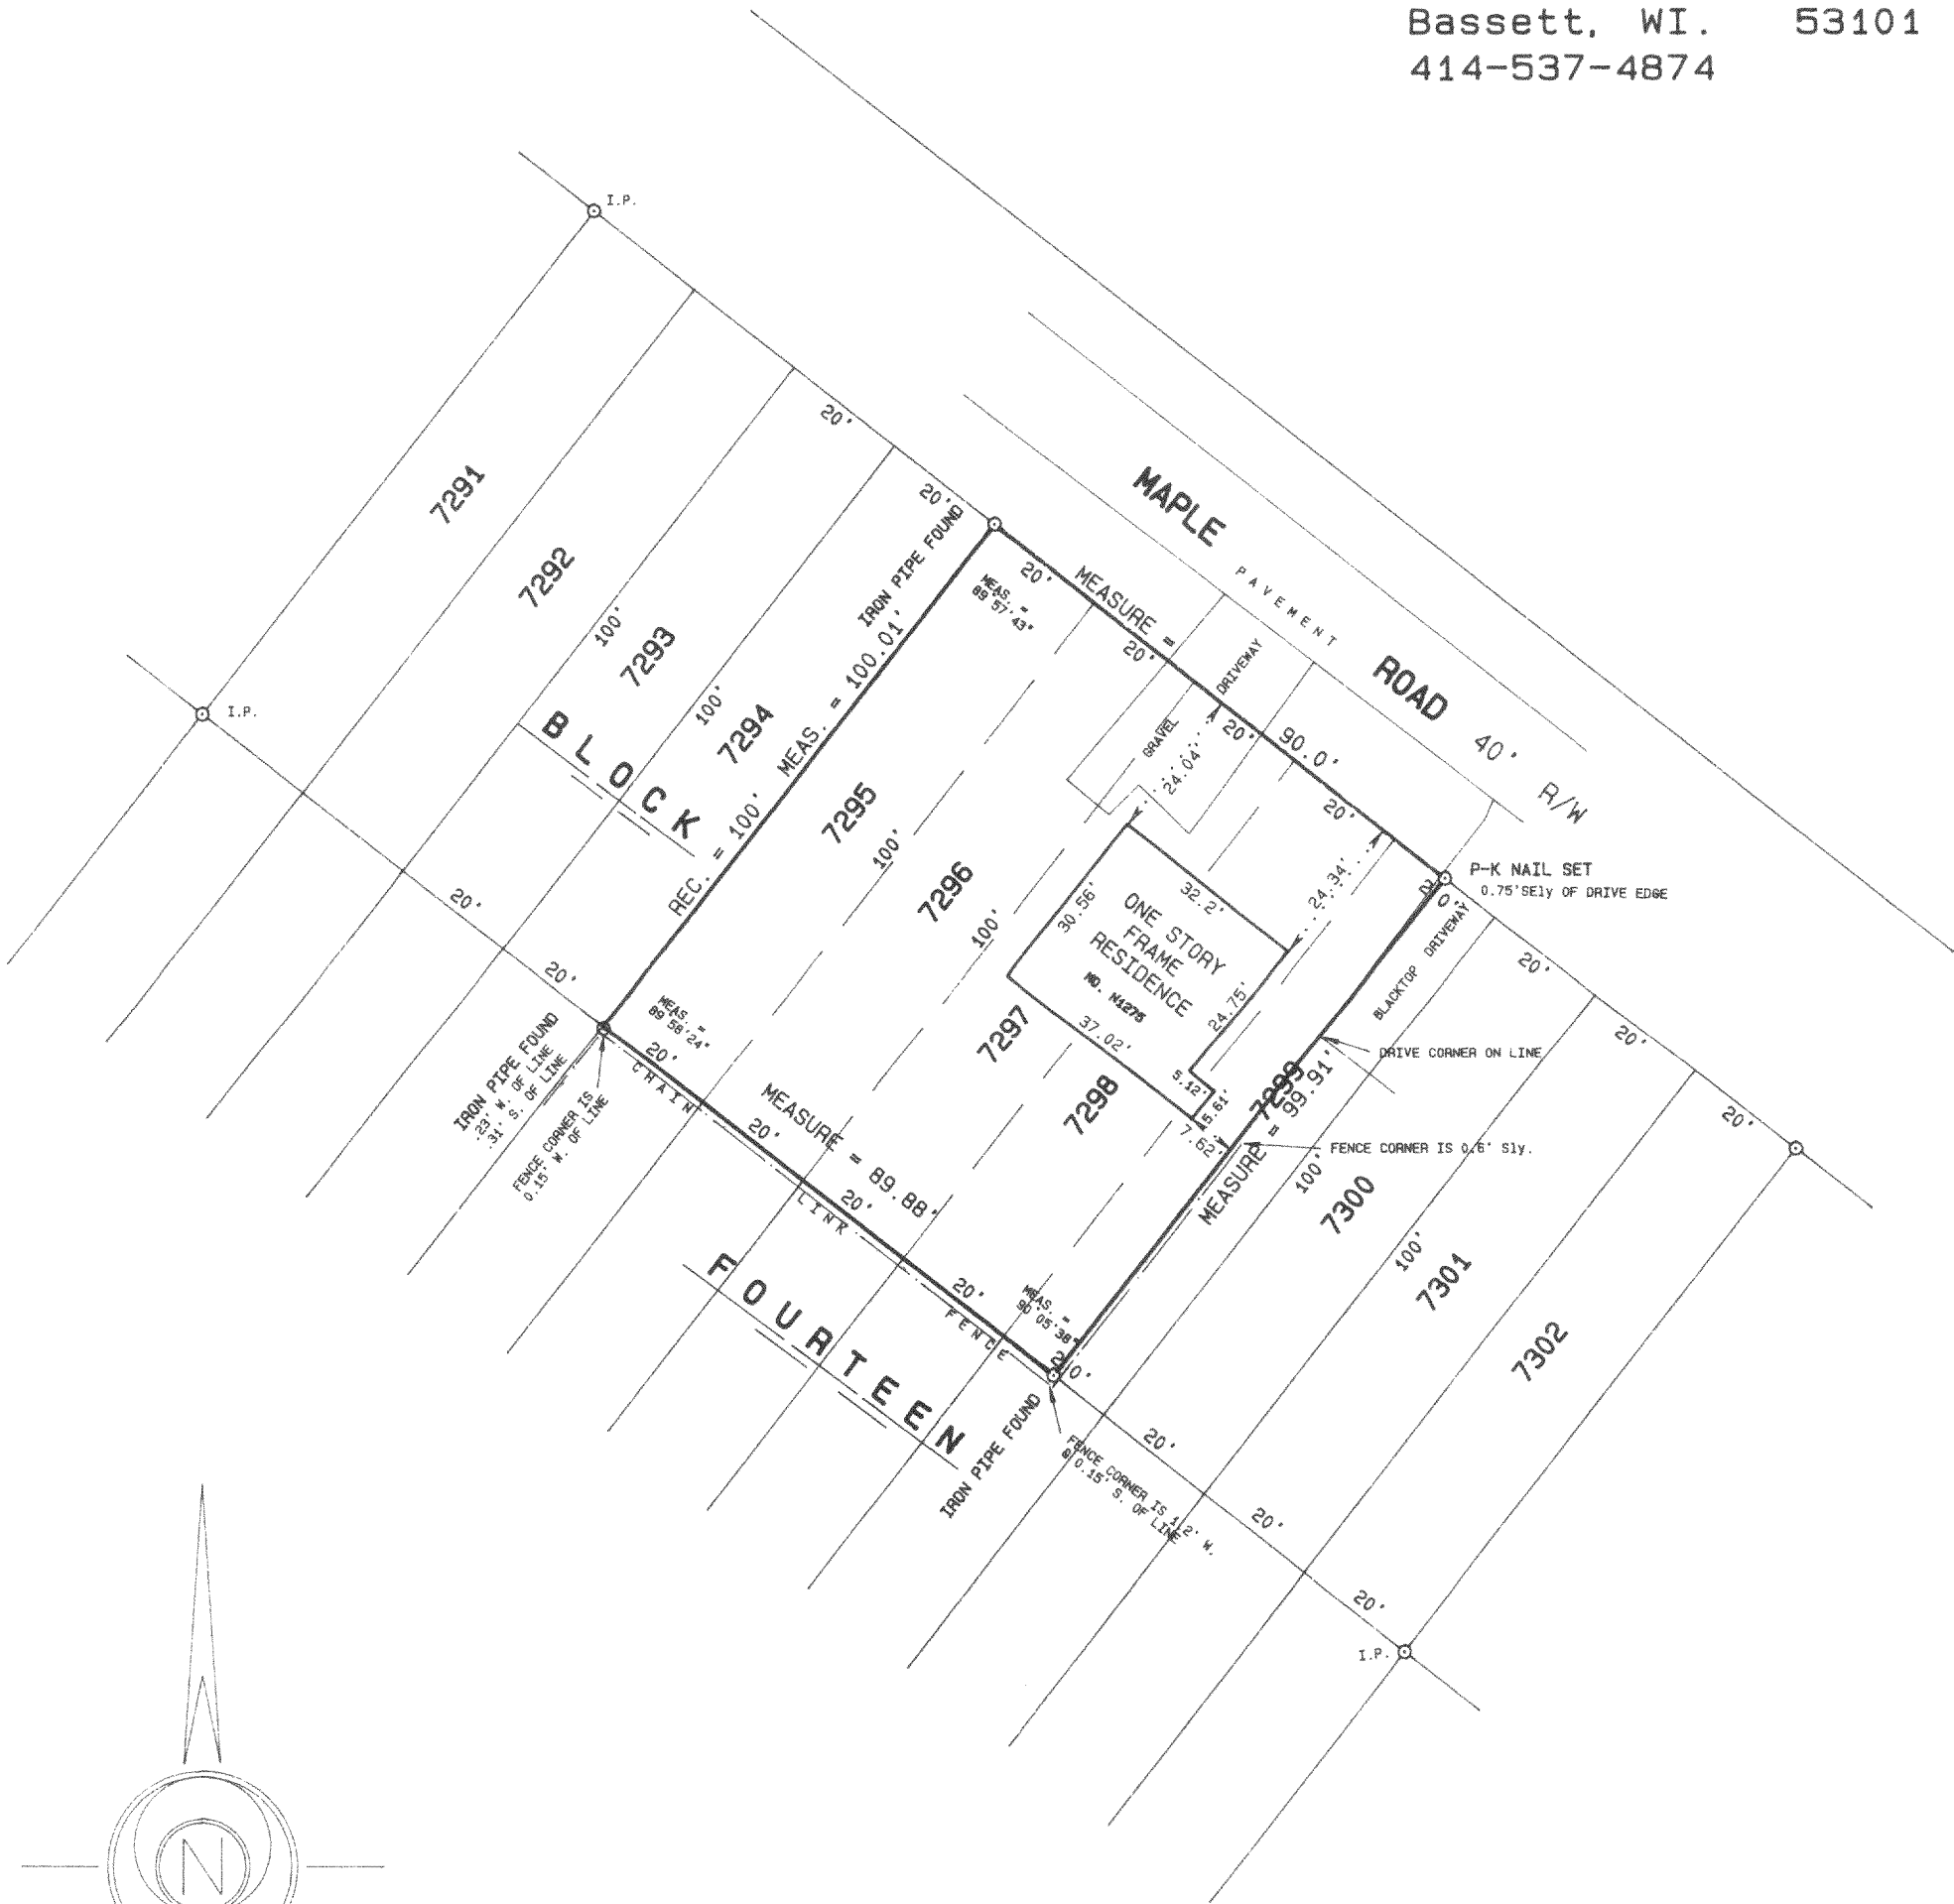 Bassett, WI. 53101
414-537-4874
I.P.
20'
20'
IRON PIPE FOUND
MAPLE
PAVEMENT
ROAD
40' R/W
7291
7292
100'
7293
100'
7294
BLOCK
I.P.
REC. = 100' MEAS. = 100.01'
20'
MEASURE =
90.0'
MEAS. =
89°57'43"
20'
20'
20'
GRAVEL
DRIVEWAY
24.04'
24.34'
P-K NAIL SET
0.75'SEly OF DRIVE EDGE
20'
7295
100'
7296
100'
7297
7298
7299
32.2'
30.56'
ONE STORY
FRAME
RESIDENCE
NO. N1275
24.75'
37.02'
5.12'
5.61'
7.62'
BLACKTOP DRIVEWAY
DRIVE CORNER ON LINE
MEASURE = 99.91'
FENCE CORNER IS 0.6' Sly.
20'
20'
20'
20'
20'
MEAS. =
89°58'24"
IRON PIPE FOUND
.23' W. OF LINE
.31' S. OF LINE
FENCE CORNER IS
0.15' W. OF LINE
20'
CHAIN LINK FENCE
MEASURE = 89.88'
20'
20'
20'
MEAS. =
90°05'38"
20'
100'
7300
100'
7301
7302
FOURTEEN
IRON PIPE FOUND
FENCE CORNER IS 1.2' W.
@ 0.15' S. OF LINE
20'
20'
20'
I.P.
N